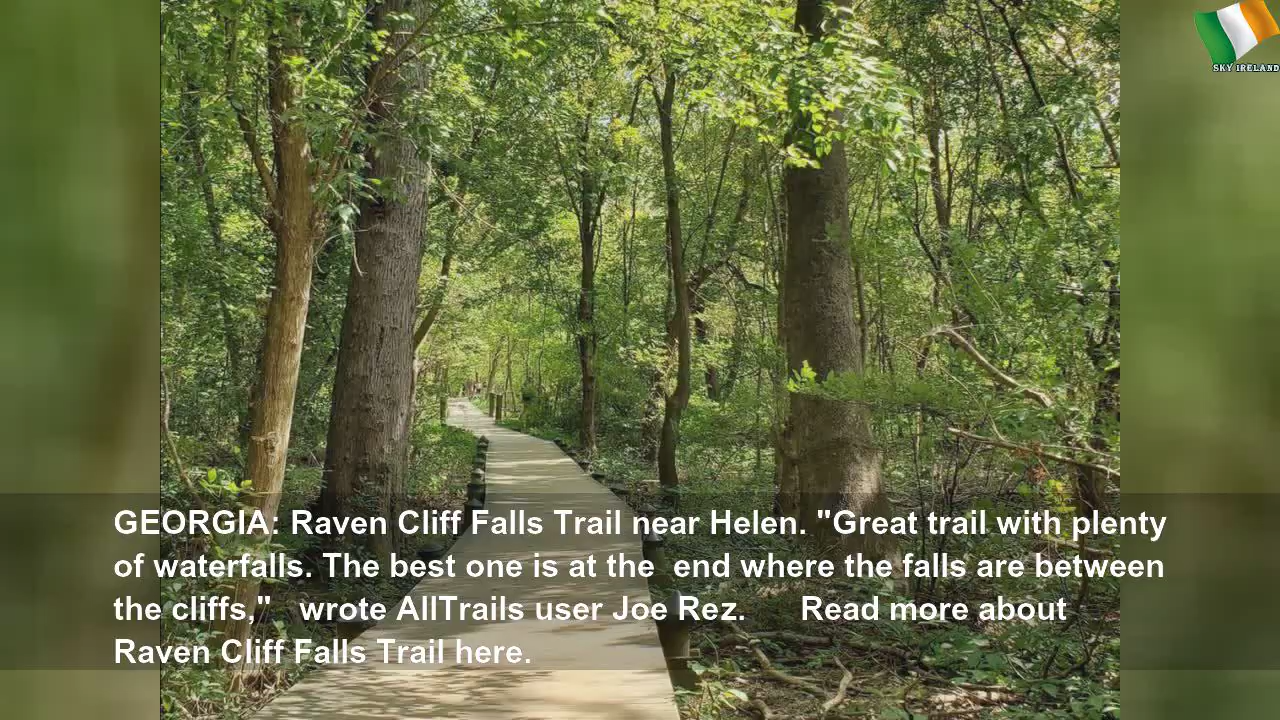 SKY IRELAND
GEORGIA: Raven Cliff Falls Trail near Helen. "Great trail with plenty
of waterfalls. The best one is at the  end where the falls are between
the cliffs,"   wrote AllTrails user Joe Rez.      Read more about
Raven Cliff Falls Trail here.